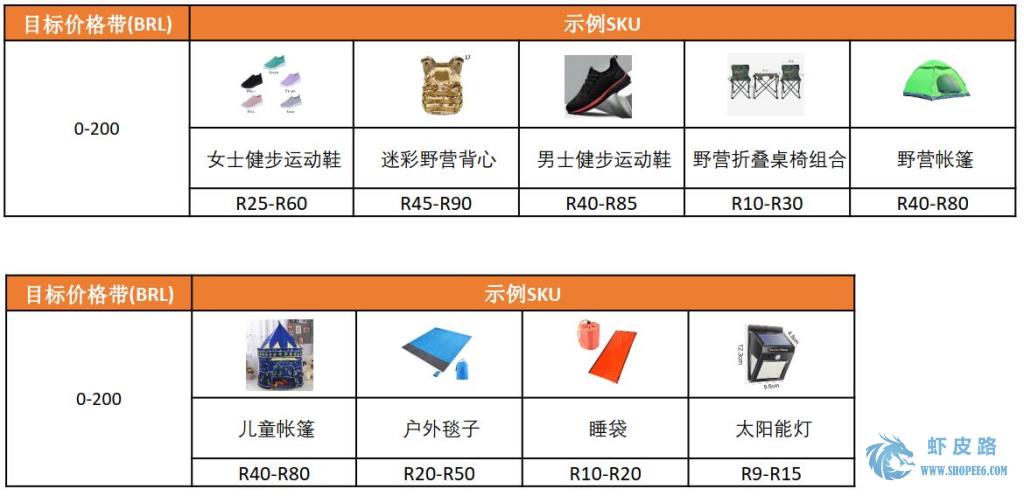 目标价格带(BRL) 示例SKU
0-200
女士健步运动鞋 迷彩野营背心 男士健步运动鞋 野营折叠桌椅组合 野营帐篷
R25-R60 R45-R90 R40-R85 R10-R30 R40-R80
目标价格带(BRL) 示例SKU
4.5cm
12.3cm
9.5cm
0-200
儿童帐篷 户外毯子 睡袋 太阳能灯
R40-R80 R20-R50 R10-R20 R9-R15
虾皮路
WWW.SHOPEE6.COM